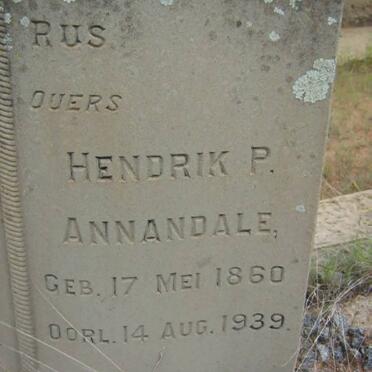 RUS
OUERS
HENDRIK P.
ANNANDALE,
GEB. 17 MEI 1860
OORL. 14 AUG. 1939.